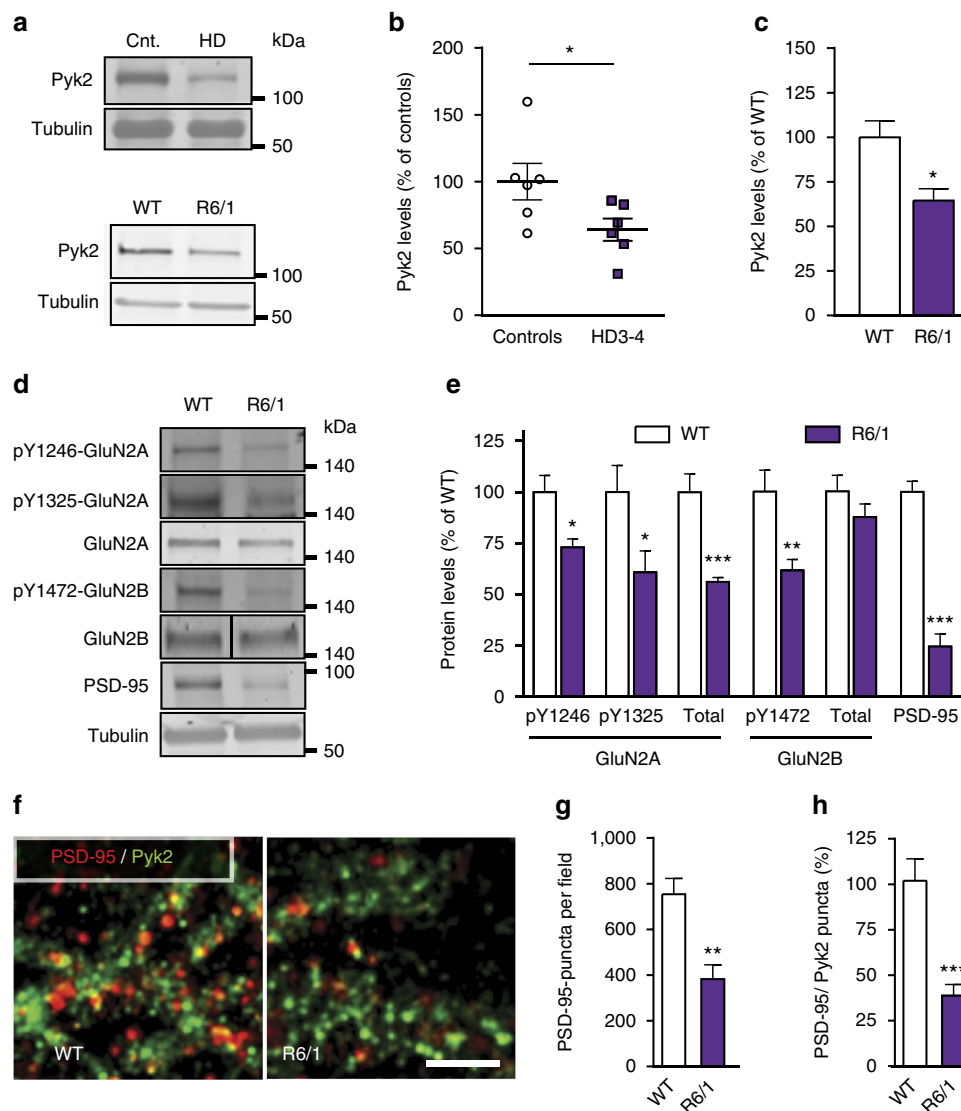 a
Cnt. HD kDa
Pyk2
100
Tubulin
50
WT R6/1
Pyk2
100
Tubulin
50
b
*
200
150
100
50
0
Pyk2 levels (% of controls)
Controls HD3-4
c
150
125
100
75
50
25
0
Pyk2 levels (% of WT)
*
WT R6/1
d
WT R6/1
kDa
pY1246-GluN2A
140
pY1325-GluN2A
140
GluN2A
140
pY1472-GluN2B
140
GluN2B
140
100
PSD-95
Tubulin
50
e
WT R6/1
125
100
75
50
25
0
Protein levels (% of WT)
* * *** ** ***
pY1246 pY1325 Total pY1472 Total PSD-95
GluN2A GluN2B
f
PSD-95 / Pyk2
WT
R6/1
g
1,000
800
600
400
200
0
PSD-95-puncta per field
**
WT R6/1
h
125
100
75
50
25
0
PSD-95/ Pyk2 puncta (%)
***
WT R6/1